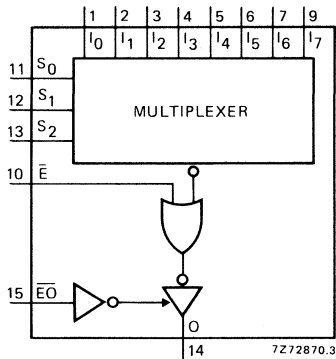 1 2 3 4 5 6 7 9
I0 I1 I2 I3 I4 I5 I6 I7
11 S0
12 S1
MULTIPLEXER
13 S2
10 E̅
15 E̅O̅
O
14
7Z72870.3